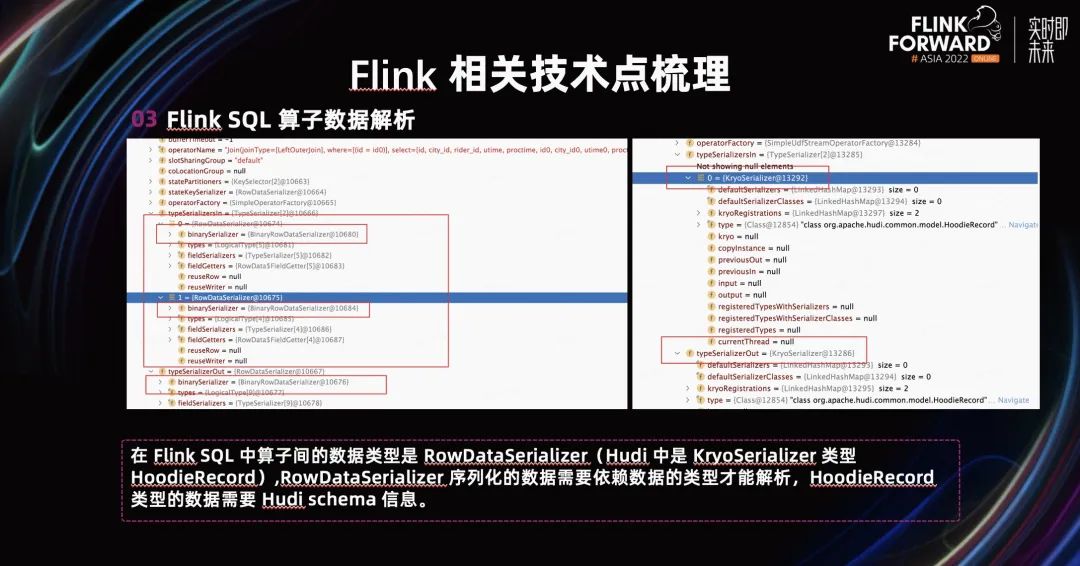 FLINK
FORWARD
# ASIA 2022 ONLINE
实时即
未来
Flink 相关技术点梳理
03 Flink SQL 算子数据解析
bufferTimeout = -1
operatorName = "Join(joinType=[LeftOuterJoin], where=[(id = id0)], select=[id, city_id, rider_id, utime, proctime, id0, city_id0, utime0, proct
slotSharingGroup = "default"
coLocationGroup = null
statePartitioners = {KeySelector[2]@10663}
stateKeySerializer = {RowDataSerializer@10664}
operatorFactory = {SimpleOperatorFactory@10665}
typeSerializersIn = {TypeSerializer[2]@10666}
0 = {RowDataSerializer@10674}
binarySerializer = {BinaryRowDataSerializer@10680}
types = {LogicalType[5]@10681}
fieldSerializers = {TypeSerializer[5]@10682}
fieldGetters = {RowData$FieldGetter[5]@10683}
reuseRow = null
reuseWriter = null
1 = {RowDataSerializer@10675}
binarySerializer = {BinaryRowDataSerializer@10684}
types = {LogicalType[4]@10685}
fieldSerializers = {TypeSerializer[4]@10686}
fieldGetters = {RowData$FieldGetter[4]@10687}
reuseRow = null
reuseWriter = null
typeSerializerOut = {RowDataSerializer@10667}
binarySerializer = {BinaryRowDataSerializer@10676}
types = {LogicalType[9]@10677}
fieldSerializers = {TypeSerializer[9]@10678}
operatorFactory = {SimpleUdfStreamOperatorFactory@13284}
typeSerializersIn = {TypeSerializer[2]@13285}
Not showing null elements
0 = {KryoSerializer@13292}
defaultSerializers = {LinkedHashMap@13293} size = 0
defaultSerializerClasses = {LinkedHashMap@13294} size = 0
kryoRegistrations = {LinkedHashMap@13297} size = 2
type = {Class@12854} "class org.apache.hudi.common.model.HoodieRecord" ... Navigate
kryo = null
copyInstance = null
previousOut = null
previousIn = null
input = null
output = null
registeredTypesWithSerializers = null
registeredTypesWithSerializerClasses = null
registeredTypes = null
currentThread = null
typeSerializerOut = {KryoSerializer@13286}
defaultSerializers = {LinkedHashMap@13293} size = 0
defaultSerializerClasses = {LinkedHashMap@13294} size = 0
kryoRegistrations = {LinkedHashMap@13295} size = 2
type = {Class@12854} "class org.apache.hudi.common.model.HoodieRecord" ... Navigate
在 Flink SQL 中算子间的数据类型是 RowDataSerializer（Hudi 中是 KryoSerializer 类型
HoodieRecord）,RowDataSerializer 序列化的数据需要依赖数据的类型才能解析，HoodieRecord
类型的数据需要 Hudi schema 信息。